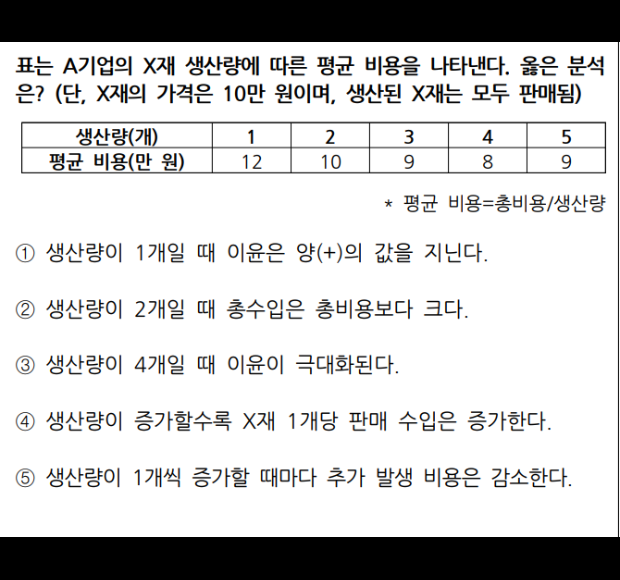 표는 A기업의 X재 생산량에 따른 평균 비용을 나타낸다. 옳은 분석
은? (단, X재의 가격은 10만 원이며, 생산된 X재는 모두 판매됨)
생산량(개) 1 2 3 4 5
평균 비용(만 원) 12 10 9 8 9
* 평균 비용=총비용/생산량
① 생산량이 1개일 때 이윤은 양(+)의 값을 지닌다.
② 생산량이 2개일 때 총수입은 총비용보다 크다.
③ 생산량이 4개일 때 이윤이 극대화된다.
④ 생산량이 증가할수록 X재 1개당 판매 수입은 증가한다.
⑤ 생산량이 1개씩 증가할 때마다 추가 발생 비용은 감소한다.